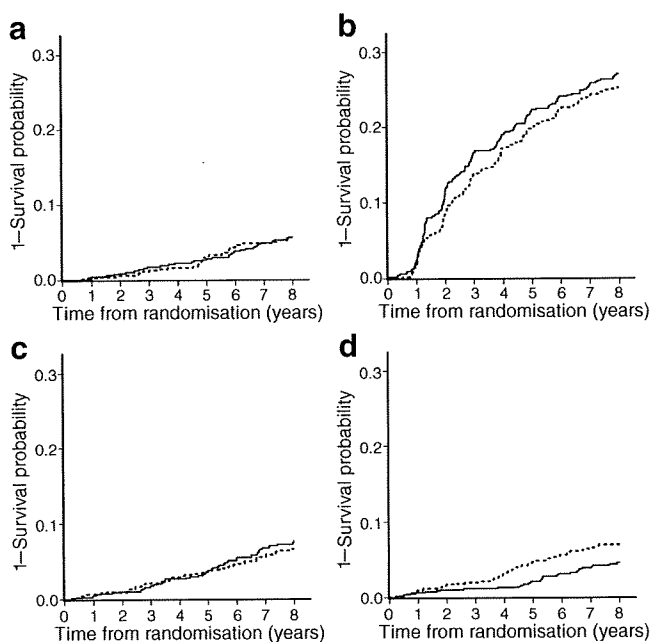 a
1–Survival probability
0.3
0.2
0.1
0.0
0 1 2 3 4 5 6 7 8
Time from randomisation (years)
b
1–Survival probability
0.3
0.2
0.1
0.0
0 1 2 3 4 5 6 7 8
Time from randomisation (years)
c
1–Survival probability
0.3
0.2
0.1
0.0
0 1 2 3 4 5 6 7 8
Time from randomisation (years)
d
1–Survival probability
0.3
0.2
0.1
0.0
0 1 2 3 4 5 6 7 8
Time from randomisation (years)